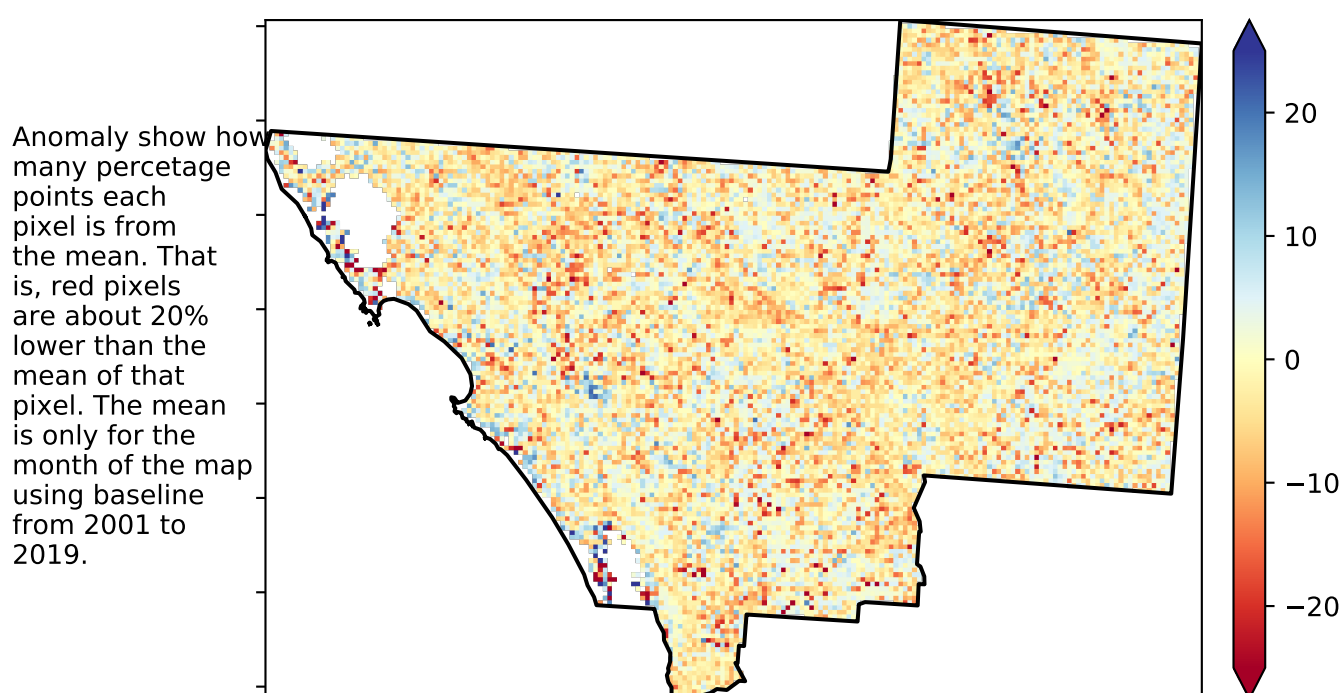 Anomaly show how
many percetage
points each
pixel is from
the mean. That
is, red pixels
are about 20%
lower than the
mean of that
pixel. The mean
is only for the
month of the map
using baseline
from 2001 to
2019.
20
10
0
−10
−20